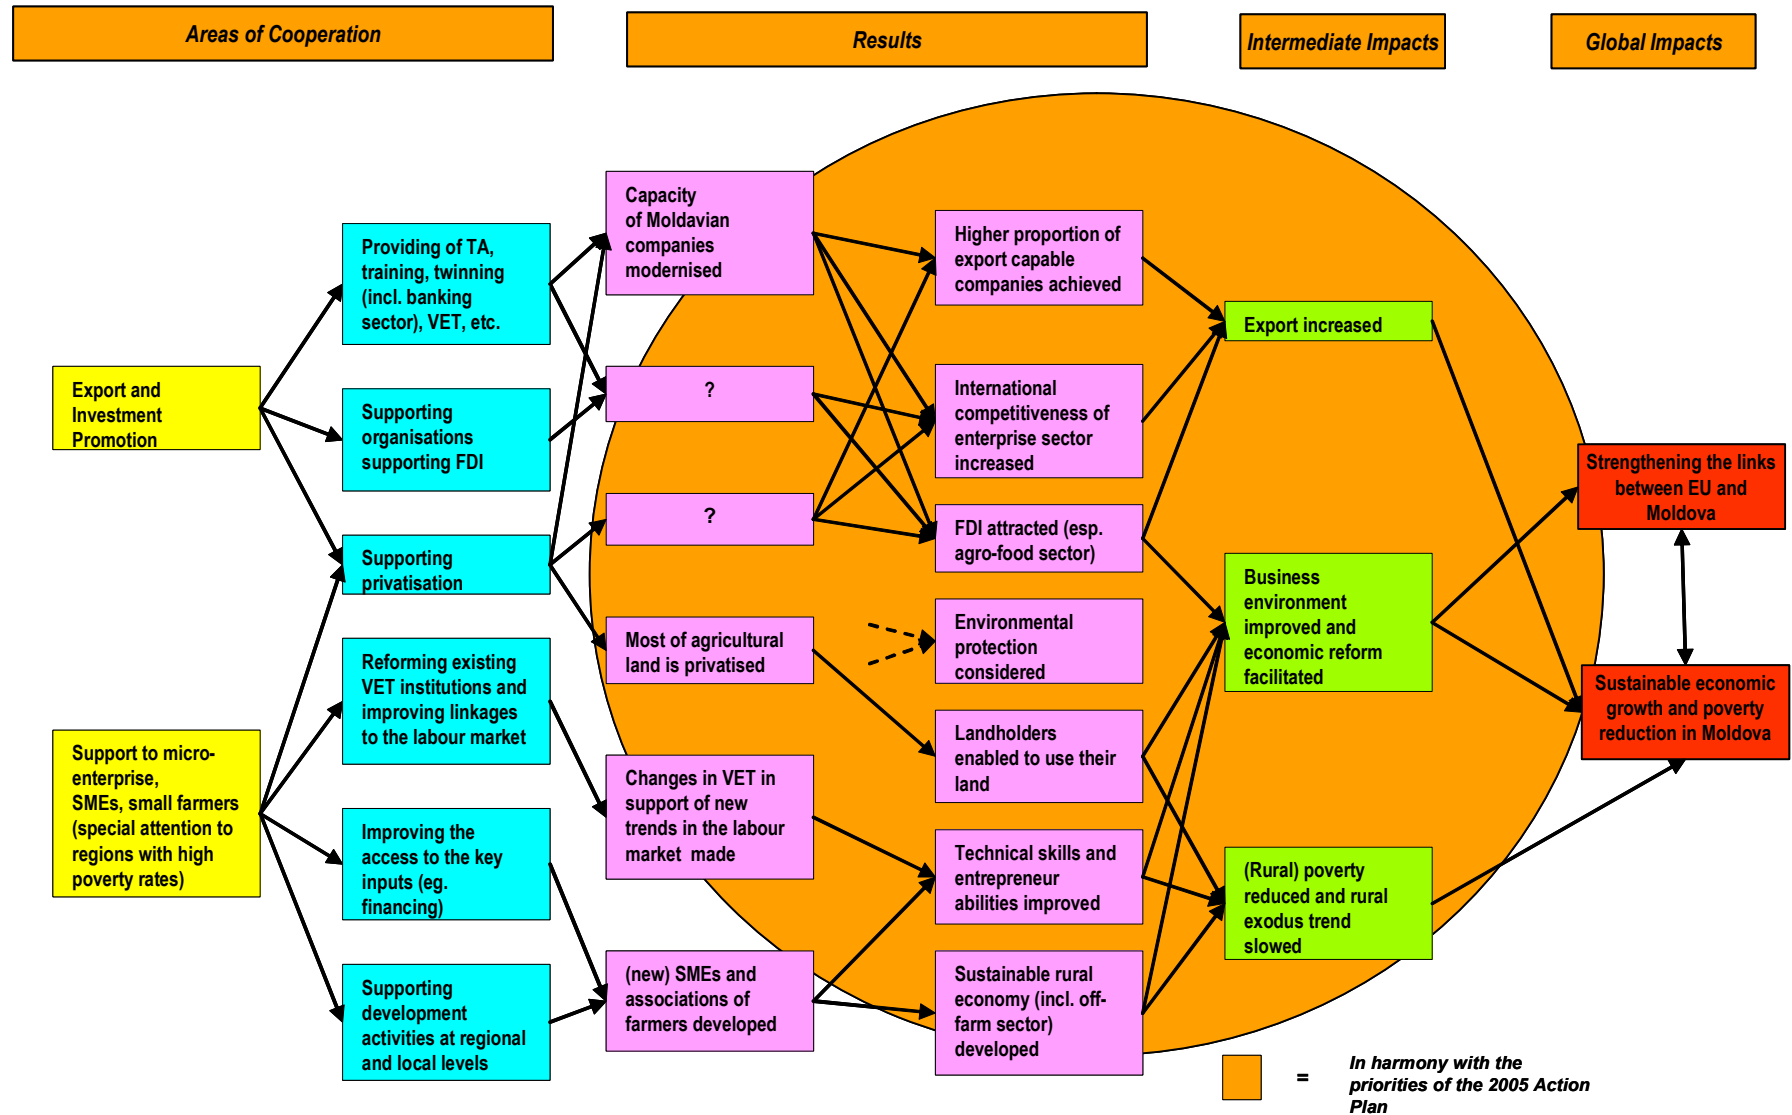 Areas of Cooperation
Results
Intermediate Impacts
Global Impacts
Export and
Investment
Promotion
Support to micro-
enterprise,
SMEs, small farmers
(special attention to
regions with high
poverty rates)
Providing of TA,
training, twinning
(incl. banking
sector), VET, etc.
Supporting
organisations
supporting FDI
Supporting
privatisation
Reforming existing
VET institutions and
improving linkages
to the labour market
Improving the
access to the key
inputs (eg.
financing)
Supporting
development
activities at regional
and local levels
Capacity
of Moldavian
companies
modernised
?
?
Most of agricultural
land is privatised
Changes in VET in
support of new
trends in the labour
market made
(new) SMEs and
associations of
farmers developed
Higher proportion of
export capable
companies achieved
International
competitiveness of
enterprise sector
increased
FDI attracted (esp.
agro-food sector)
Environmental
protection
considered
Landholders
enabled to use their
land
Technical skills and
entrepreneur
abilities improved
Sustainable rural
economy (incl. off-
farm sector)
developed
Export increased
Business
environment
improved and
economic reform
facilitated
(Rural) poverty
reduced and rural
exodus trend
slowed
Strengthening the links
between EU and
Moldova
Sustainable economic
growth and poverty
reduction in Moldova
=
In harmony with the
priorities of the 2005 Action
Plan